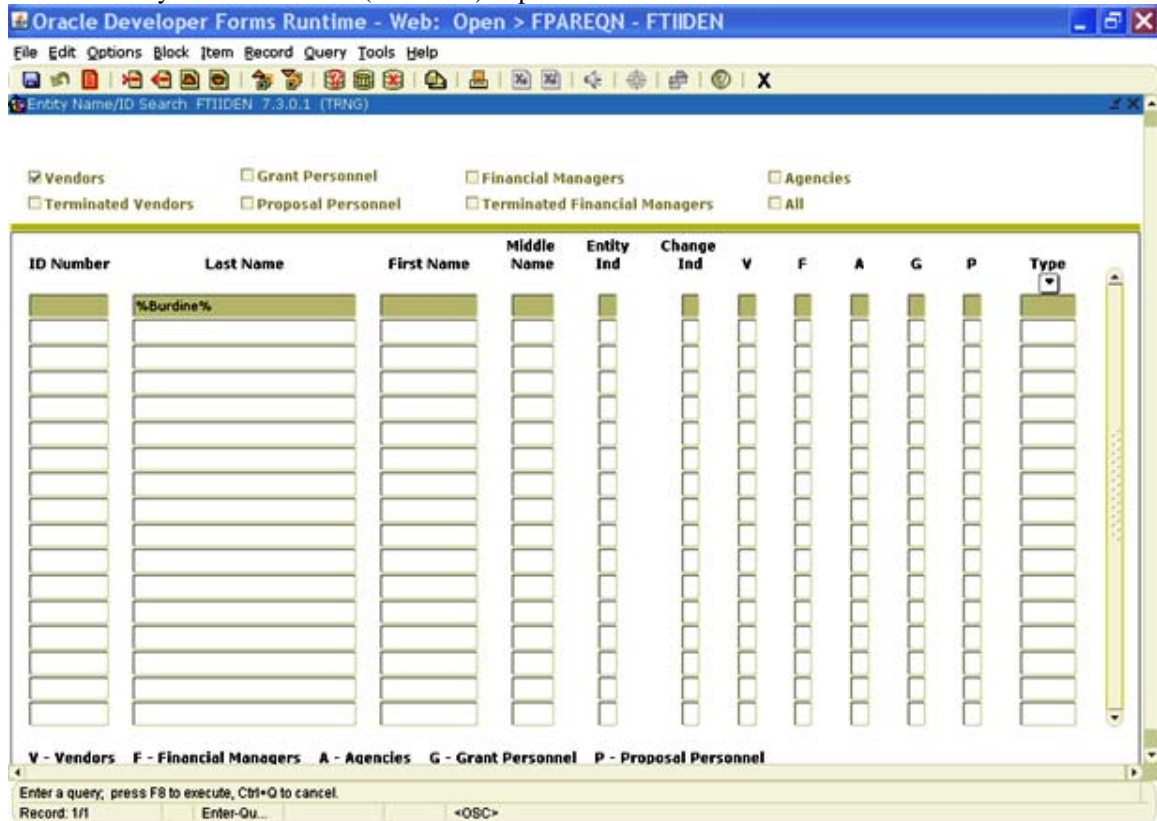 Oracle Developer Forms Runtime - Web: Open > FPAREQN - FTIIDEN
File Edit Options Block Item Record Query Tools Help
Entity Name/ID Search FTIIDEN 7.3.0.1 (TRNG)
Vendors Grant Personnel Financial Managers Agencies
Terminated Vendors Proposal Personnel Terminated Financial Managers All
ID Number Last Name First Name Middle Name Entity Ind Change Ind V F A G P Type
%Burdine%
V - Vendors F - Financial Managers A - Agencies G - Grant Personnel P - Proposal Personnel
Enter a query; press F8 to execute, Ctrl+Q to cancel.
Record: 1/1 Enter-Qu... <OSC>